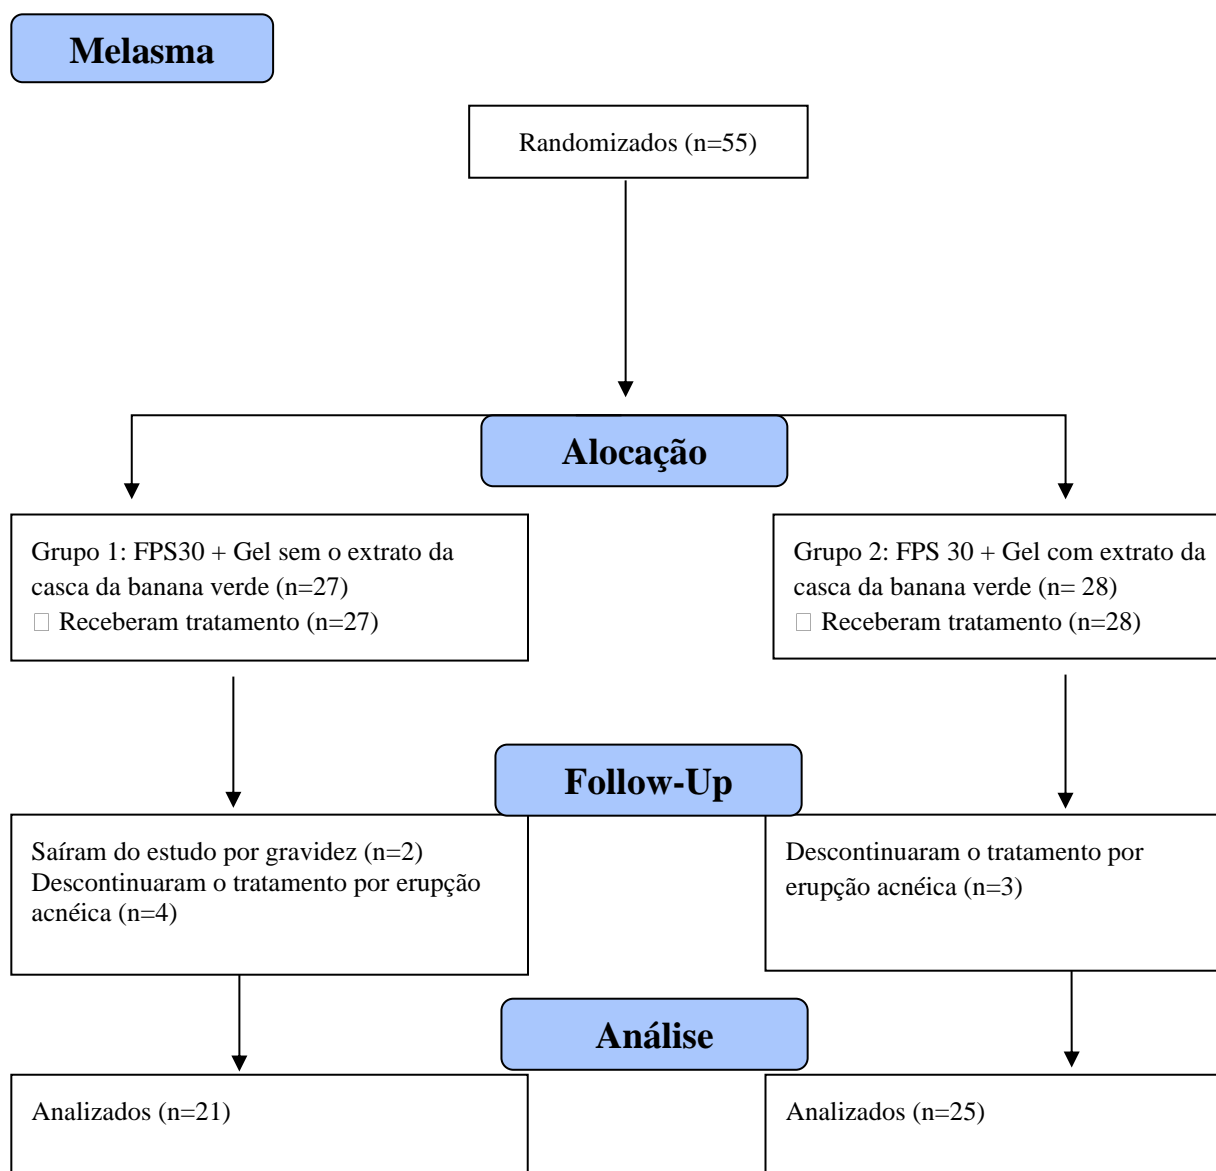 Melasma
Randomizados (n=55)
Alocação
Grupo 1: FPS30 + Gel sem o extrato da
casca da banana verde (n=27)
□ Receberam tratamento (n=27)
Grupo 2: FPS 30 + Gel com extrato da
casca da banana verde (n= 28)
□ Receberam tratamento (n=28)
Follow-Up
Saíram do estudo por gravidez (n=2)
Descontinuaram o tratamento por erupção
acnéica (n=4)
Descontinuaram o tratamento por
erupção acnéica (n=3)
Análise
Analizados (n=21)
Analizados (n=25)